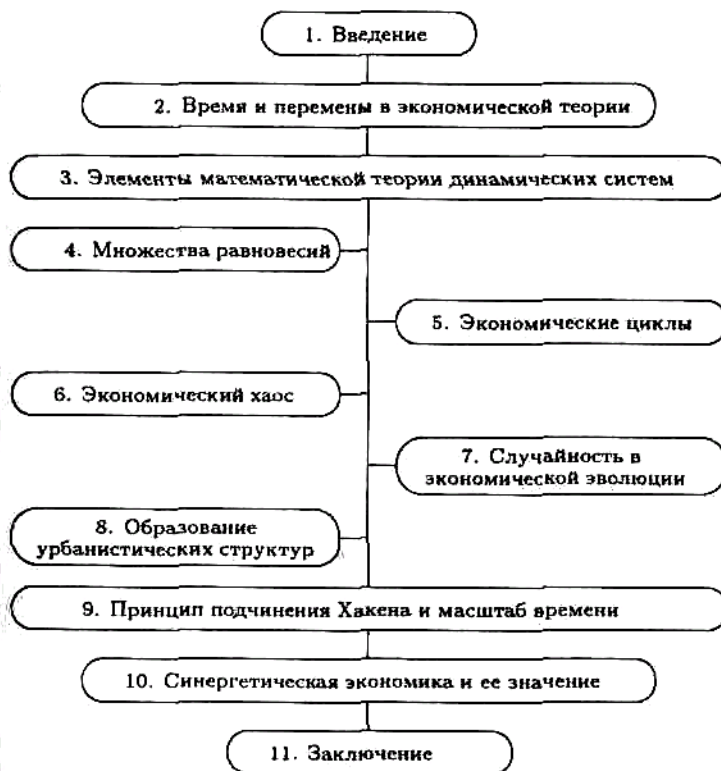 1. Введение
2. Время и перемены в экономической теории
3. Элементы математической теории динамических систем
4. Множества равновесий
5. Экономические циклы
6. Экономический хаос
7. Случайность в
экономической эволюции
8. Образование
урбанистических структур
9. Принцип подчинения Хакена и масштаб времени
10. Синергетическая экономика и ее значение
11. Заключение